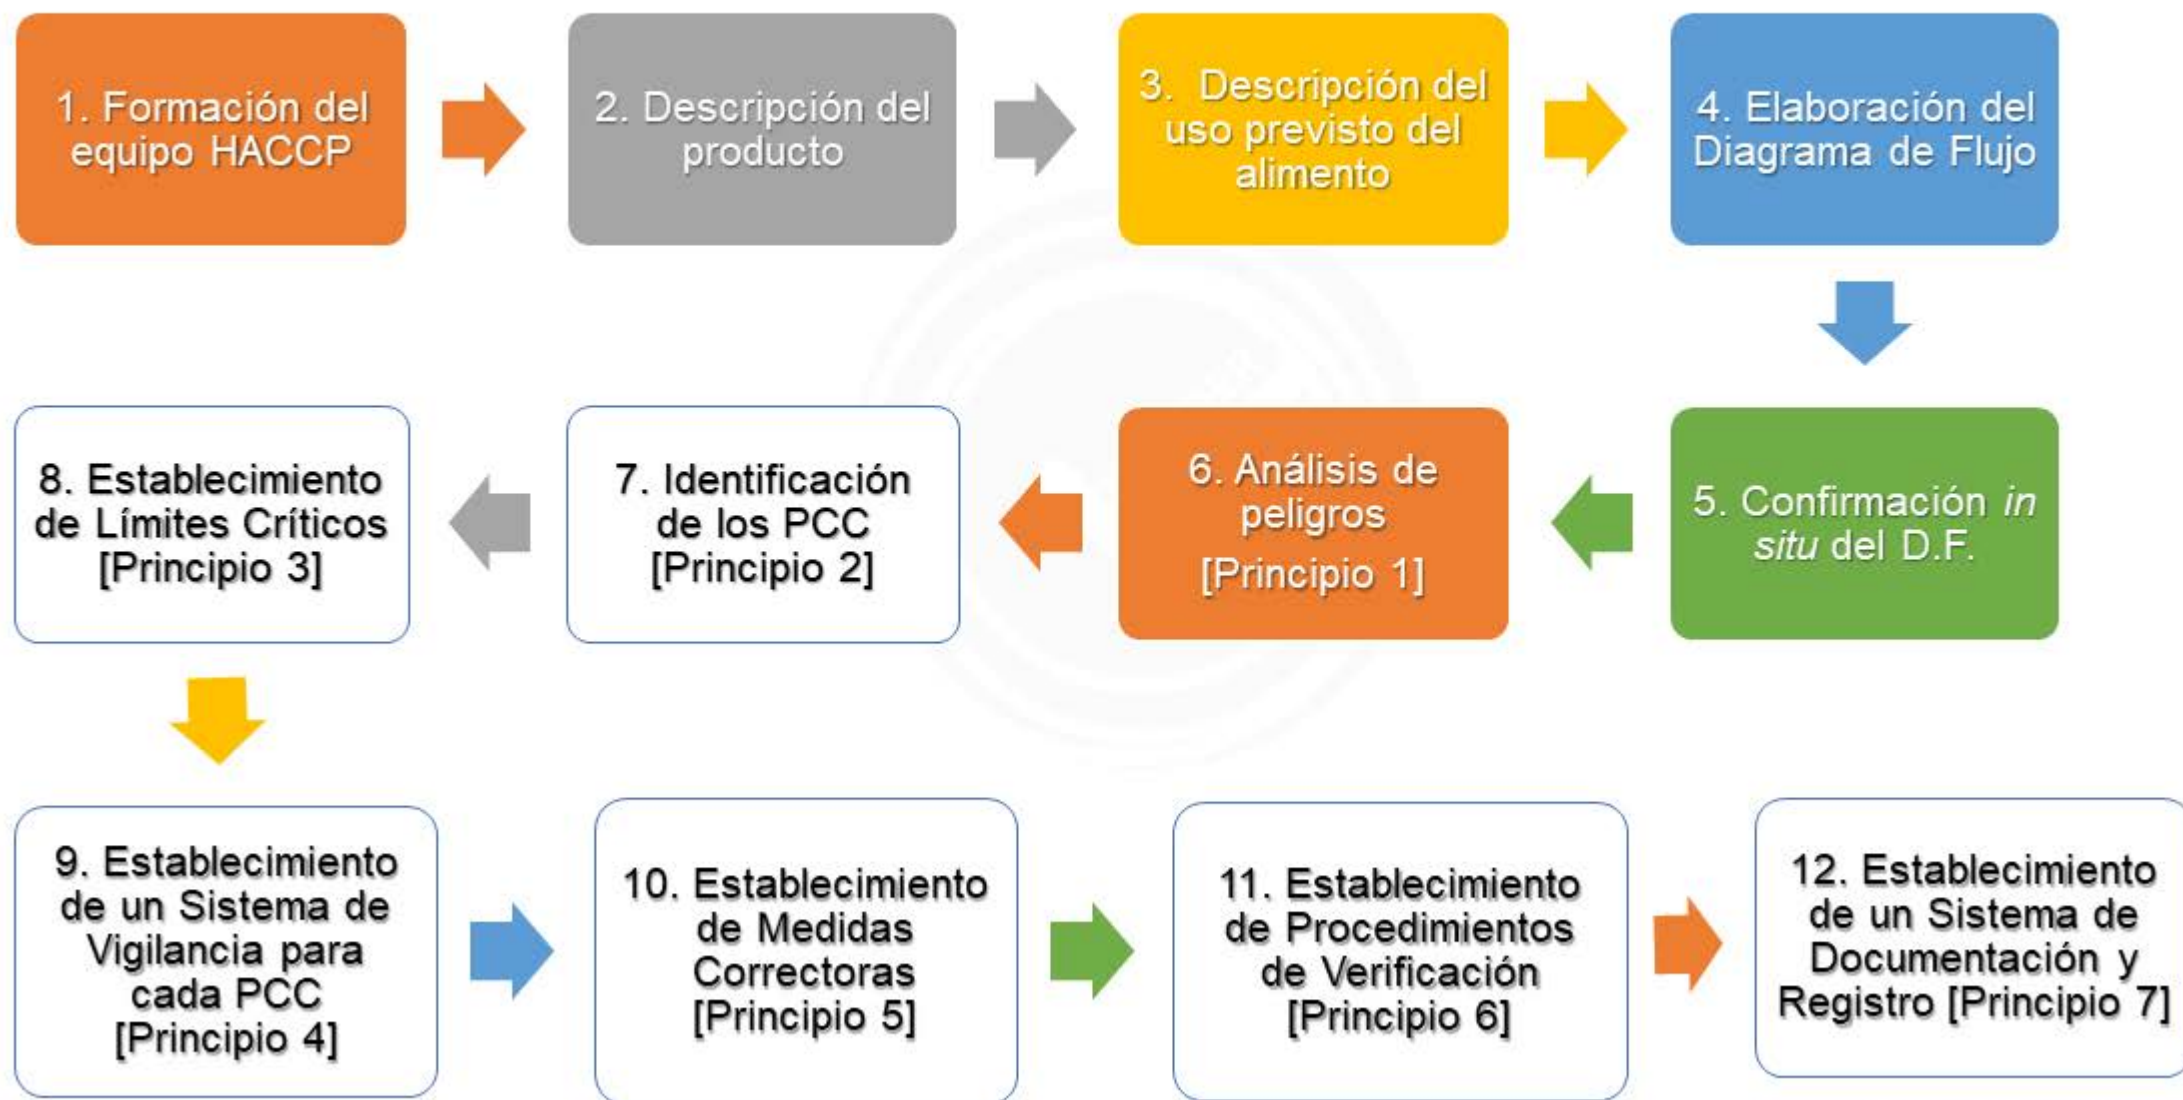 1. Formación del
equipo HACCP
2. Descripción del
producto
3. Descripción del
uso previsto del
alimento
4. Elaboración del
Diagrama de Flujo
5. Confirmación in
situ del D.F.
6. Análisis de
peligros
[Principio 1]
7. Identificación
de los PCC
[Principio 2]
8. Establecimiento
de Límites Críticos
[Principio 3]
9. Establecimiento
de un Sistema de
Vigilancia para
cada PCC
[Principio 4]
10. Establecimiento
de Medidas
Correctoras
[Principio 5]
11. Establecimiento
de Procedimientos
de Verificación
[Principio 6]
12. Establecimiento
de un Sistema de
Documentación y
Registro [Principio 7]